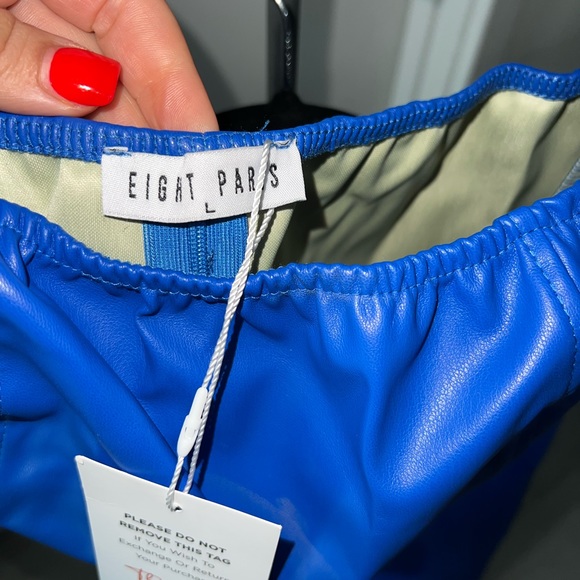 EIGHT PARIS
L
PLEASE DO NOT
REMOVE THIS TAG
If You Wish To
Exchange Or Return
Your Purchase